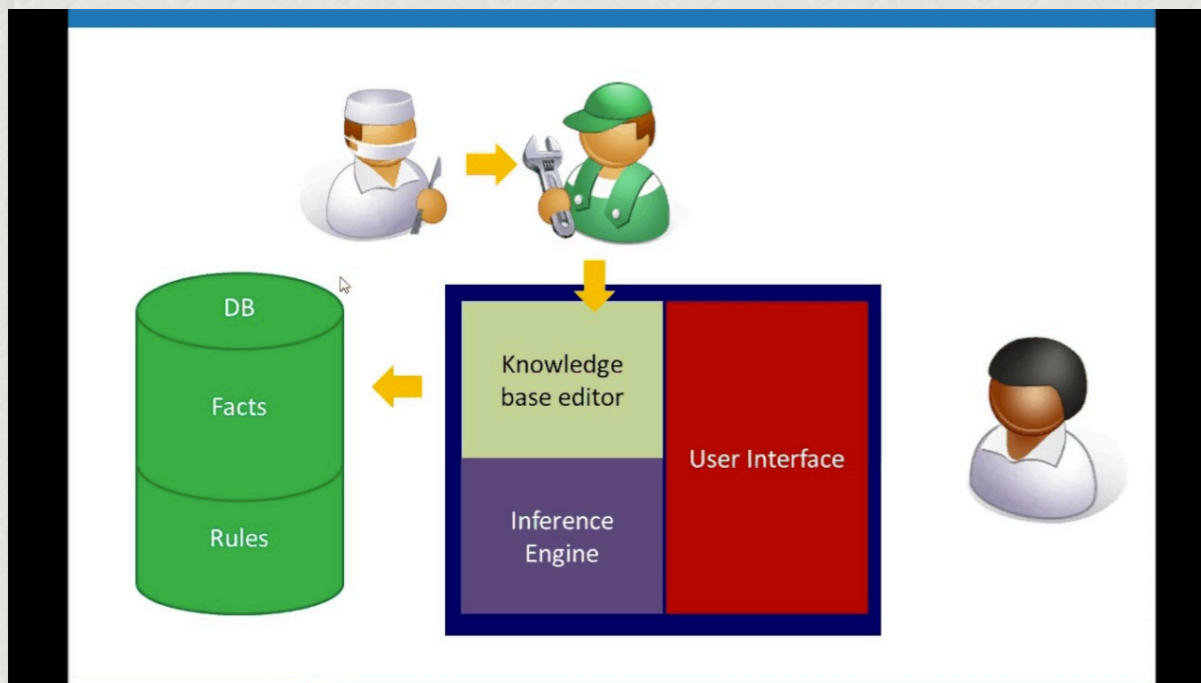 DB
Facts
Rules
Knowledge
base editor
Inference
Engine
User Interface